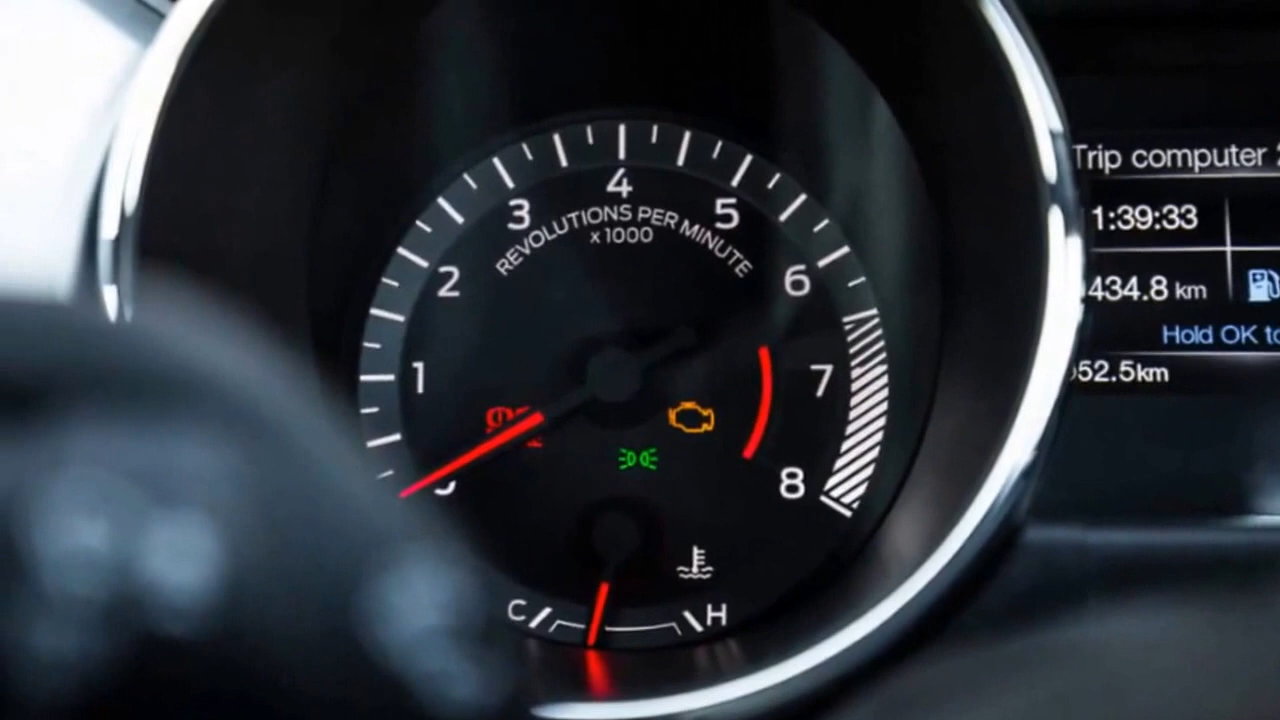 4
3
5
REVOLUTIONS PER MINUTE
x1000
2
6
1
7
8
C
H
Trip computer
1:39:33
434.8 km
Hold OK to
52.5km